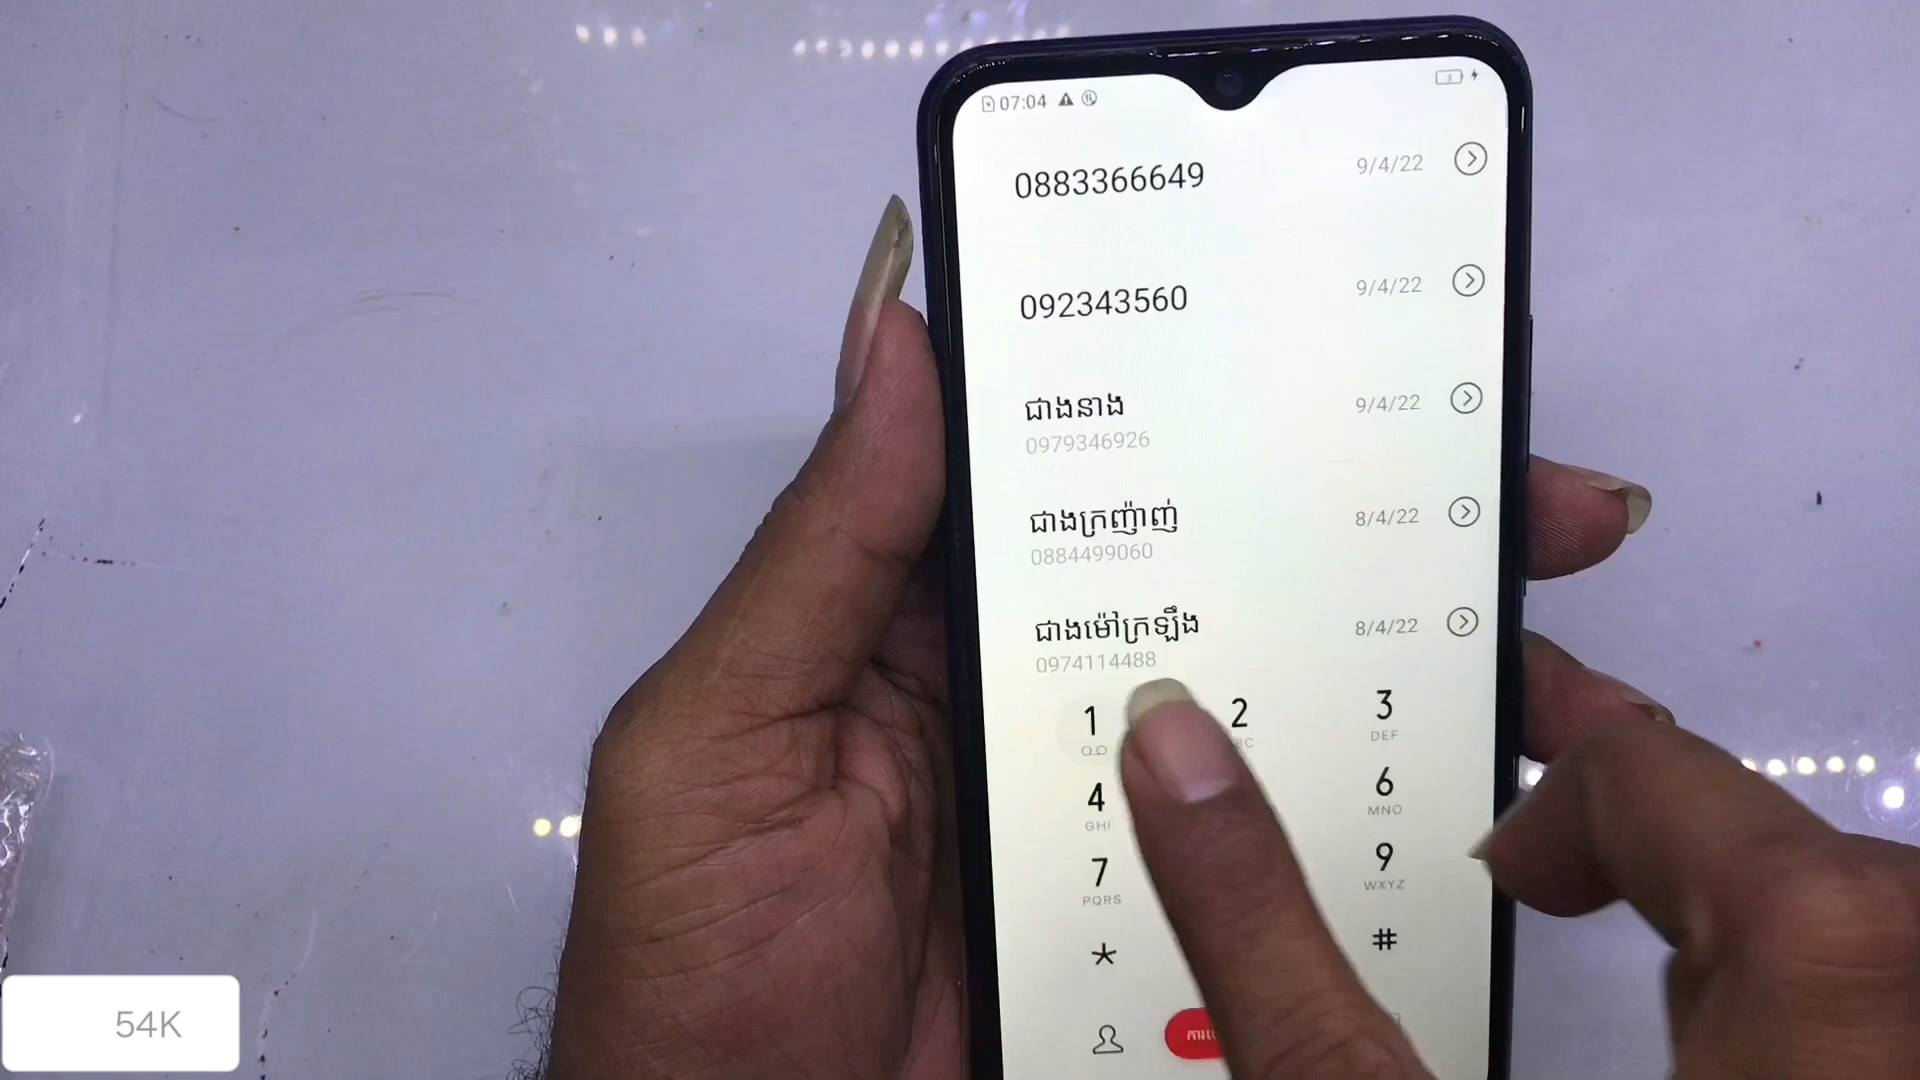 07:04
3
0883366649 9/4/22
092343560 9/4/22
ជាងនាង 9/4/22
0979346926
ជាងក្រញ៉ាញ់ 8/4/22
0884499060
ជាងម៉ៅក្រឡឹង 8/4/22
0974114488
1 2 3
DEF
4 6
GHI MNO
7 9
PQRS WXYZ
* #
54K